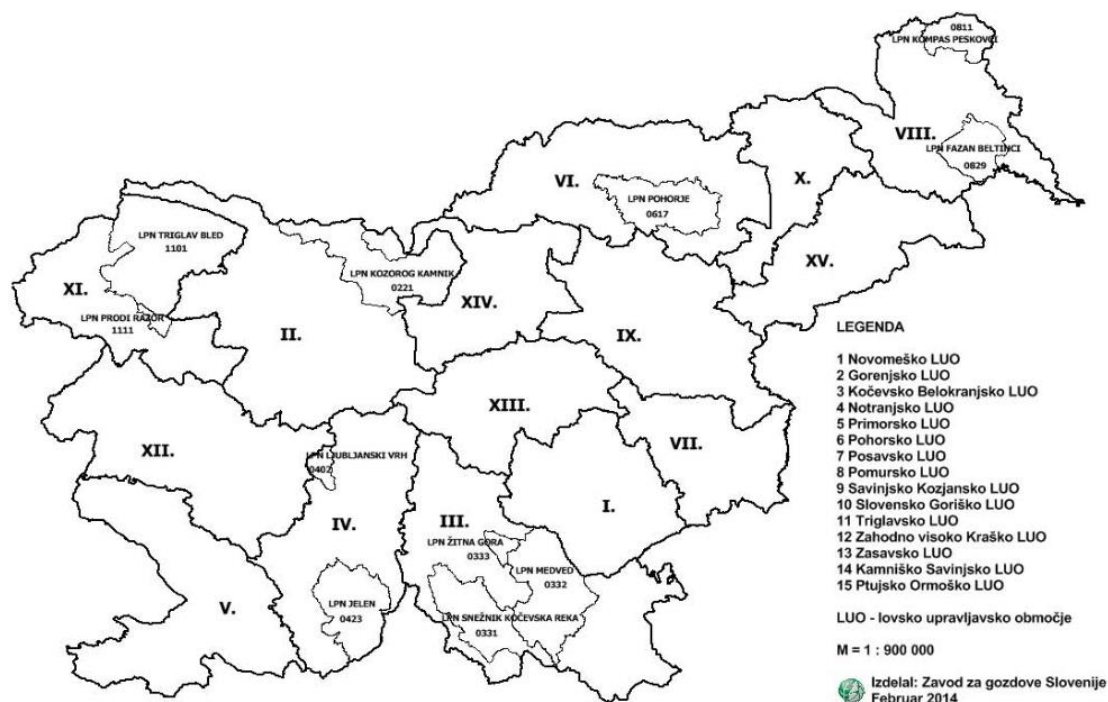 0811
LPN KOMPAS PESKOVCI
VIII.
LPN FAZAN BELTINCI
0829
VI.
X.
LPN POHORJE
0617
XV.
LPN TRIGLAV BLED
1101
LPN KOZOROG KAMNIK
0221
XI.
XIV.
LPN PRODI RAZOR
1111
II.
IX.
XIII.
XII.
LPN LJUBLJANSKI VRH
0402
VII.
IV.
III.
I.
LPN ŽITNA GORA
0333
LPN MEDVED
0332
V.
LPN JELEN
0423
LPN SNEŽNIK KOČEVSKA REKA
0331
LEGENDA
1 Novomeško LUO
2 Gorenjsko LUO
3 Kočevsko Belokranjsko LUO
4 Notranjsko LUO
5 Primorsko LUO
6 Pohorsko LUO
7 Posavsko LUO
8 Pomursko LUO
9 Savinjsko Kozjansko LUO
10 Slovensko Goriško LUO
11 Triglavsko LUO
12 Zahodno visoko Kraško LUO
13 Zasavsko LUO
14 Kamniško Savinjsko LUO
15 Ptujsko Ormoško LUO
LUO - lovsko upravljavsko območje
M = 1 : 900 000
Izdelal: Zavod za gozdove Slovenije
Februar 2014